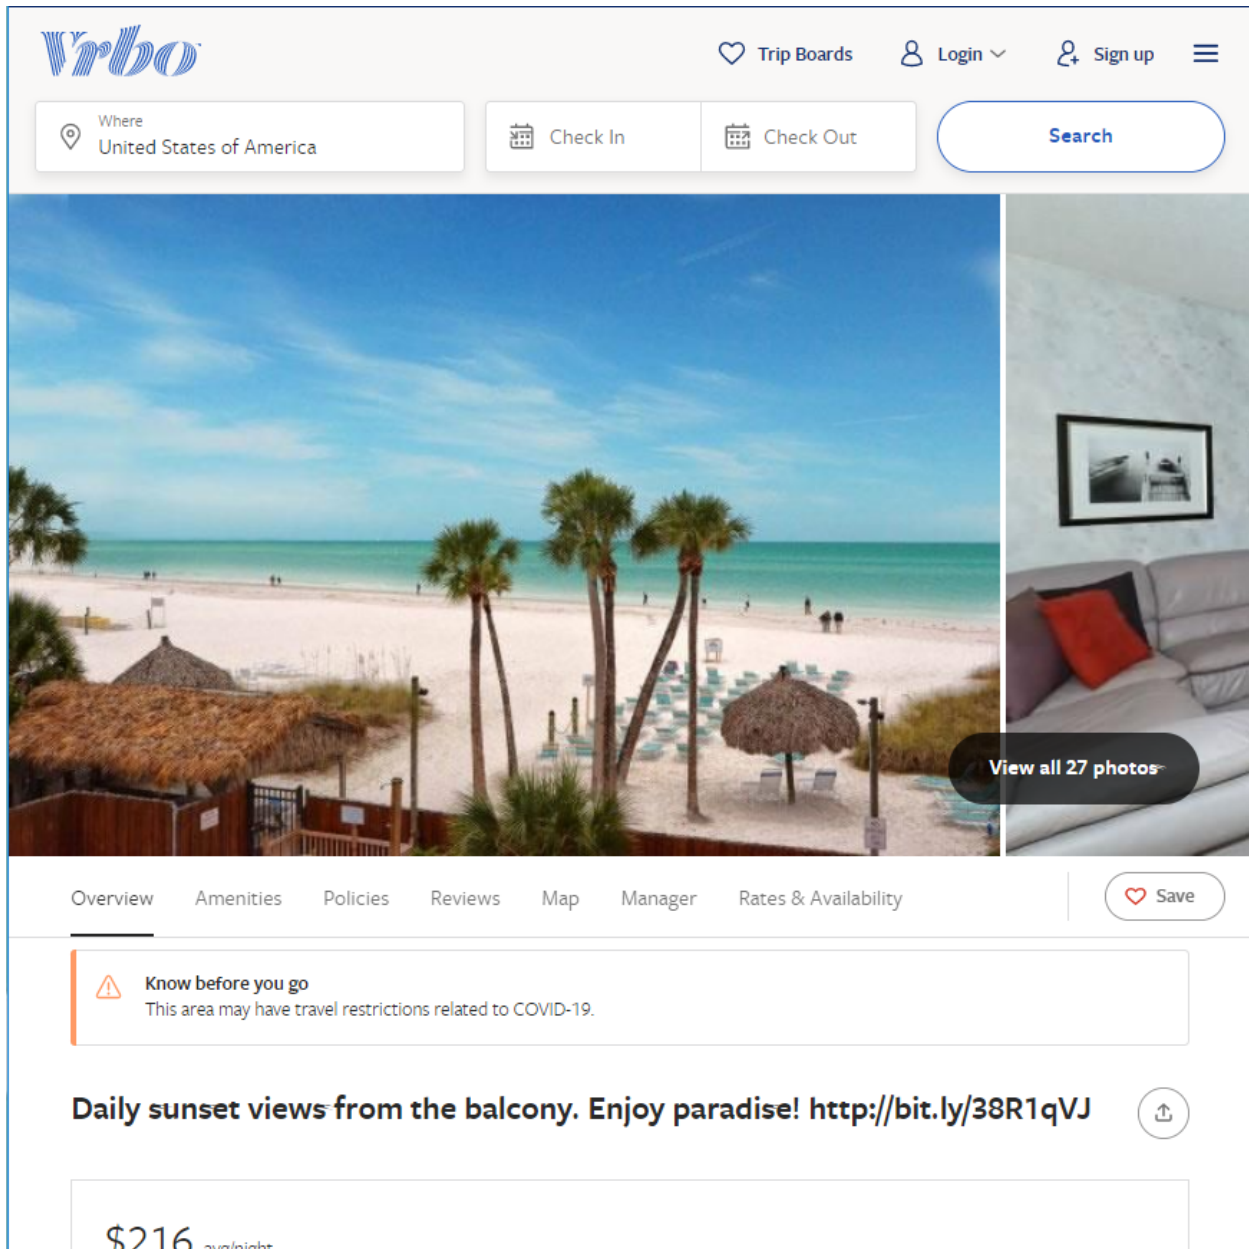 Vrbo
Trip Boards
Login
Sign up
Where
United States of America
Check In
Check Out
Search
View all 27 photos
Overview
Amenities
Policies
Reviews
Map
Manager
Rates & Availability
Save
Know before you go
This area may have travel restrictions related to COVID-19.
Daily sunset views from the balcony. Enjoy paradise! http://bit.ly/38R1qVJ
$216 avg/night